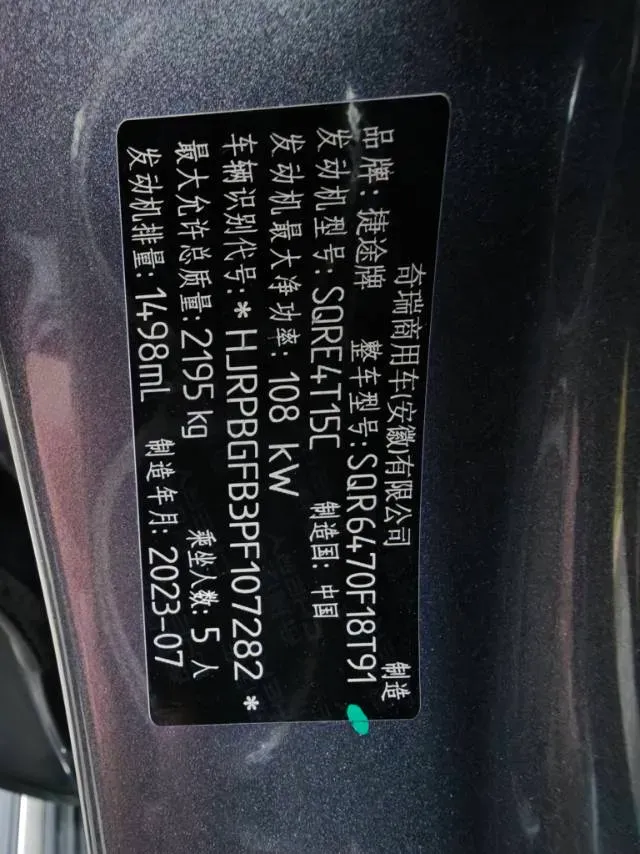 奇瑞商用车(安徽)有限公司 制造
品牌：捷途牌 整车型号：SQR6470F18T91
发动机型号：SQRE4T15C 制造国：中国
发动机最大净功率：108 kW
车辆识别代号：*HJRPBGFB3PF107282*
最大允许总质量：2195 kg 乘坐人数：5 人
发动机排量：1498mL 制造年月：2023-07